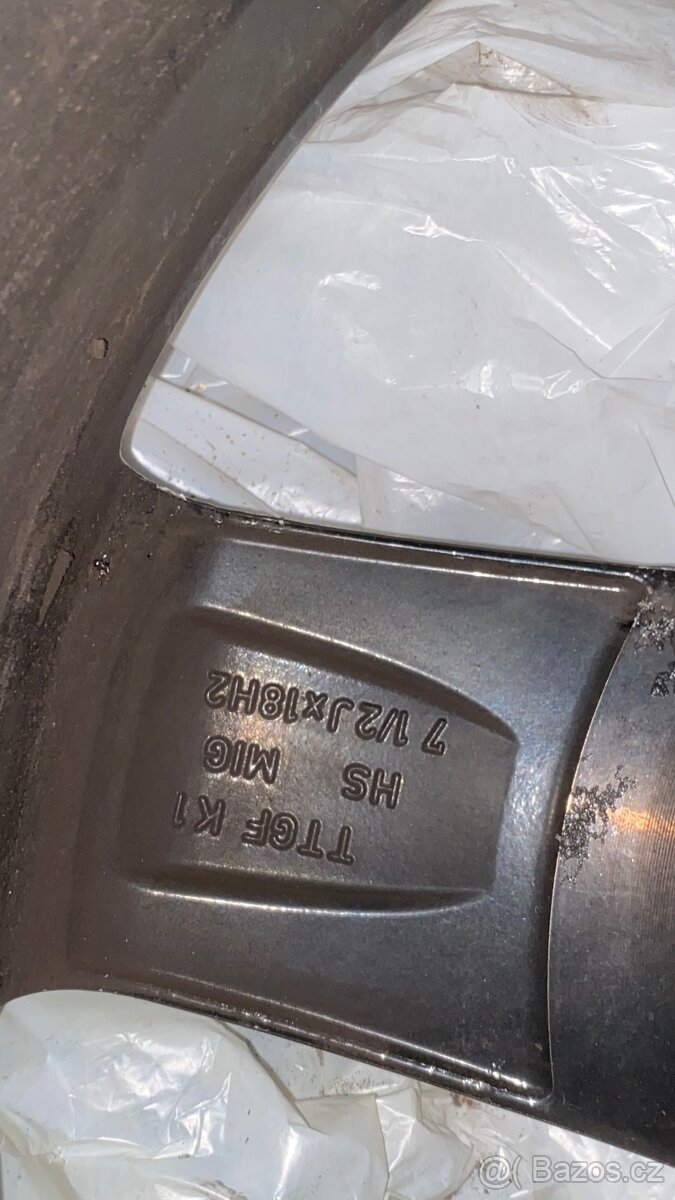 TTGF K1
HS MIG
7 1/2Jx18H2
Bazos.cz